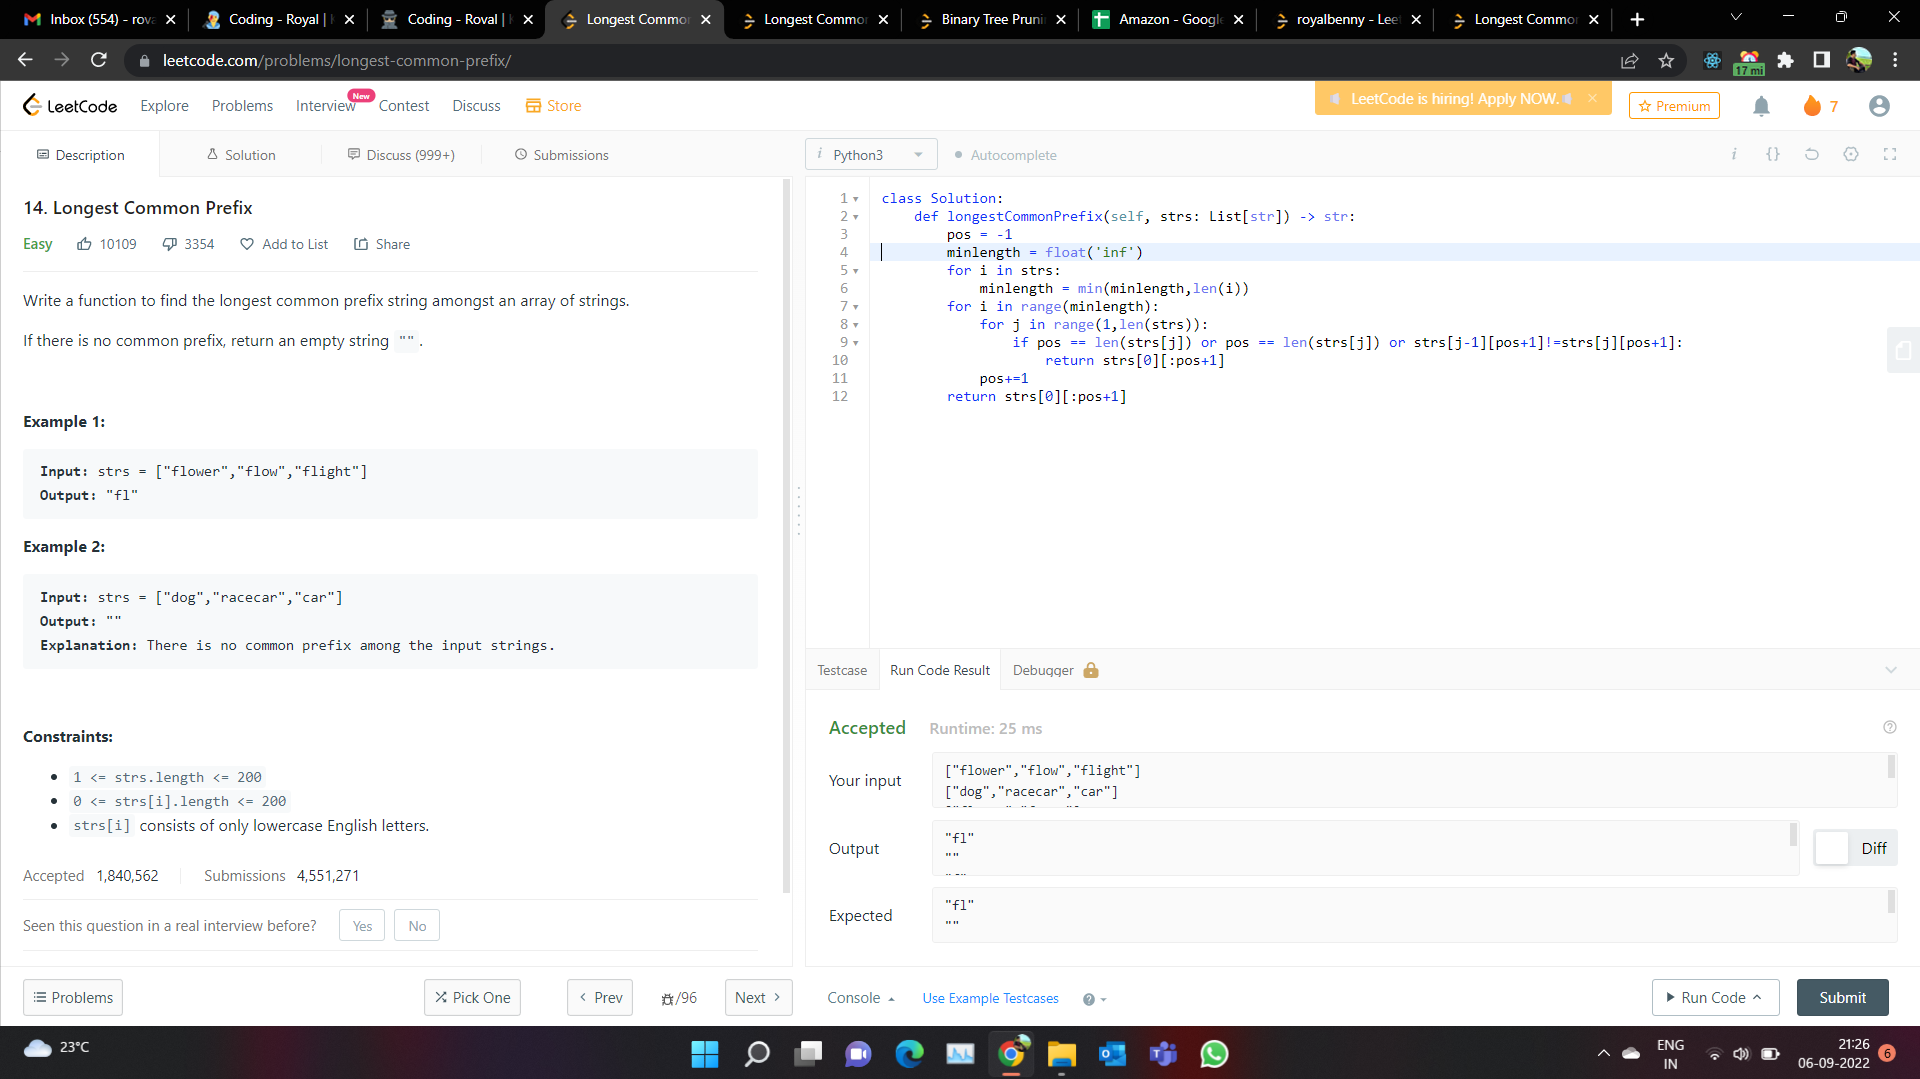 Inbox (554) - rova
Coding - Royal |
Coding - Roval |
Longest Commo
Longest Commor
Binary Tree Pruni
Amazon - Google
royalbenny - Lee
Longest Commor
leetcode.com/problems/longest-common-prefix/
17 mi
LeetCode
Explore
Problems
Interview
New
Contest
Discuss
Store
LeetCode is hiring! Apply NOW.
Premium
7
Description
Solution
Discuss (999+)
Submissions
Python3
Autocomplete
14. Longest Common Prefix
Easy
10109
3354
Add to List
Share
Write a function to find the longest common prefix string amongst an array of strings.
If there is no common prefix, return an empty string "".
Example 1:
Input: strs = ["flower","flow","flight"]
Output: "fl"
Example 2:
Input: strs = ["dog","racecar","car"]
Output: ""
Explanation: There is no common prefix among the input strings.
Constraints:
1 <= strs.length <= 200
0 <= strs[i].length <= 200
strs[i] consists of only lowercase English letters.
Accepted 1,840,562
Submissions 4,551,271
Seen this question in a real interview before?
Yes
No
1 class Solution:
2 def longestCommonPrefix(self, strs: List[str]) -> str:
3 pos = -1
4 minlength = float('inf')
5 for i in strs:
6 minlength = min(minlength,len(i))
7 for i in range(minlength):
8 for j in range(1,len(strs)):
9 if pos == len(strs[j]) or pos == len(strs[j]) or strs[j-1][pos+1]!=strs[j][pos+1]:
10 return strs[0][:pos+1]
11 pos+=1
12 return strs[0][:pos+1]
Testcase
Run Code Result
Debugger
Accepted
Runtime: 25 ms
Your input
["flower","flow","flight"]
["dog","racecar","car"]
Output
"fl"
""
Diff
Expected
"fl"
""
Problems
Pick One
Prev
/96
Next
Console
Use Example Testcases
Run Code
Submit
23°C
ENG
IN
21:26
06-09-2022
6